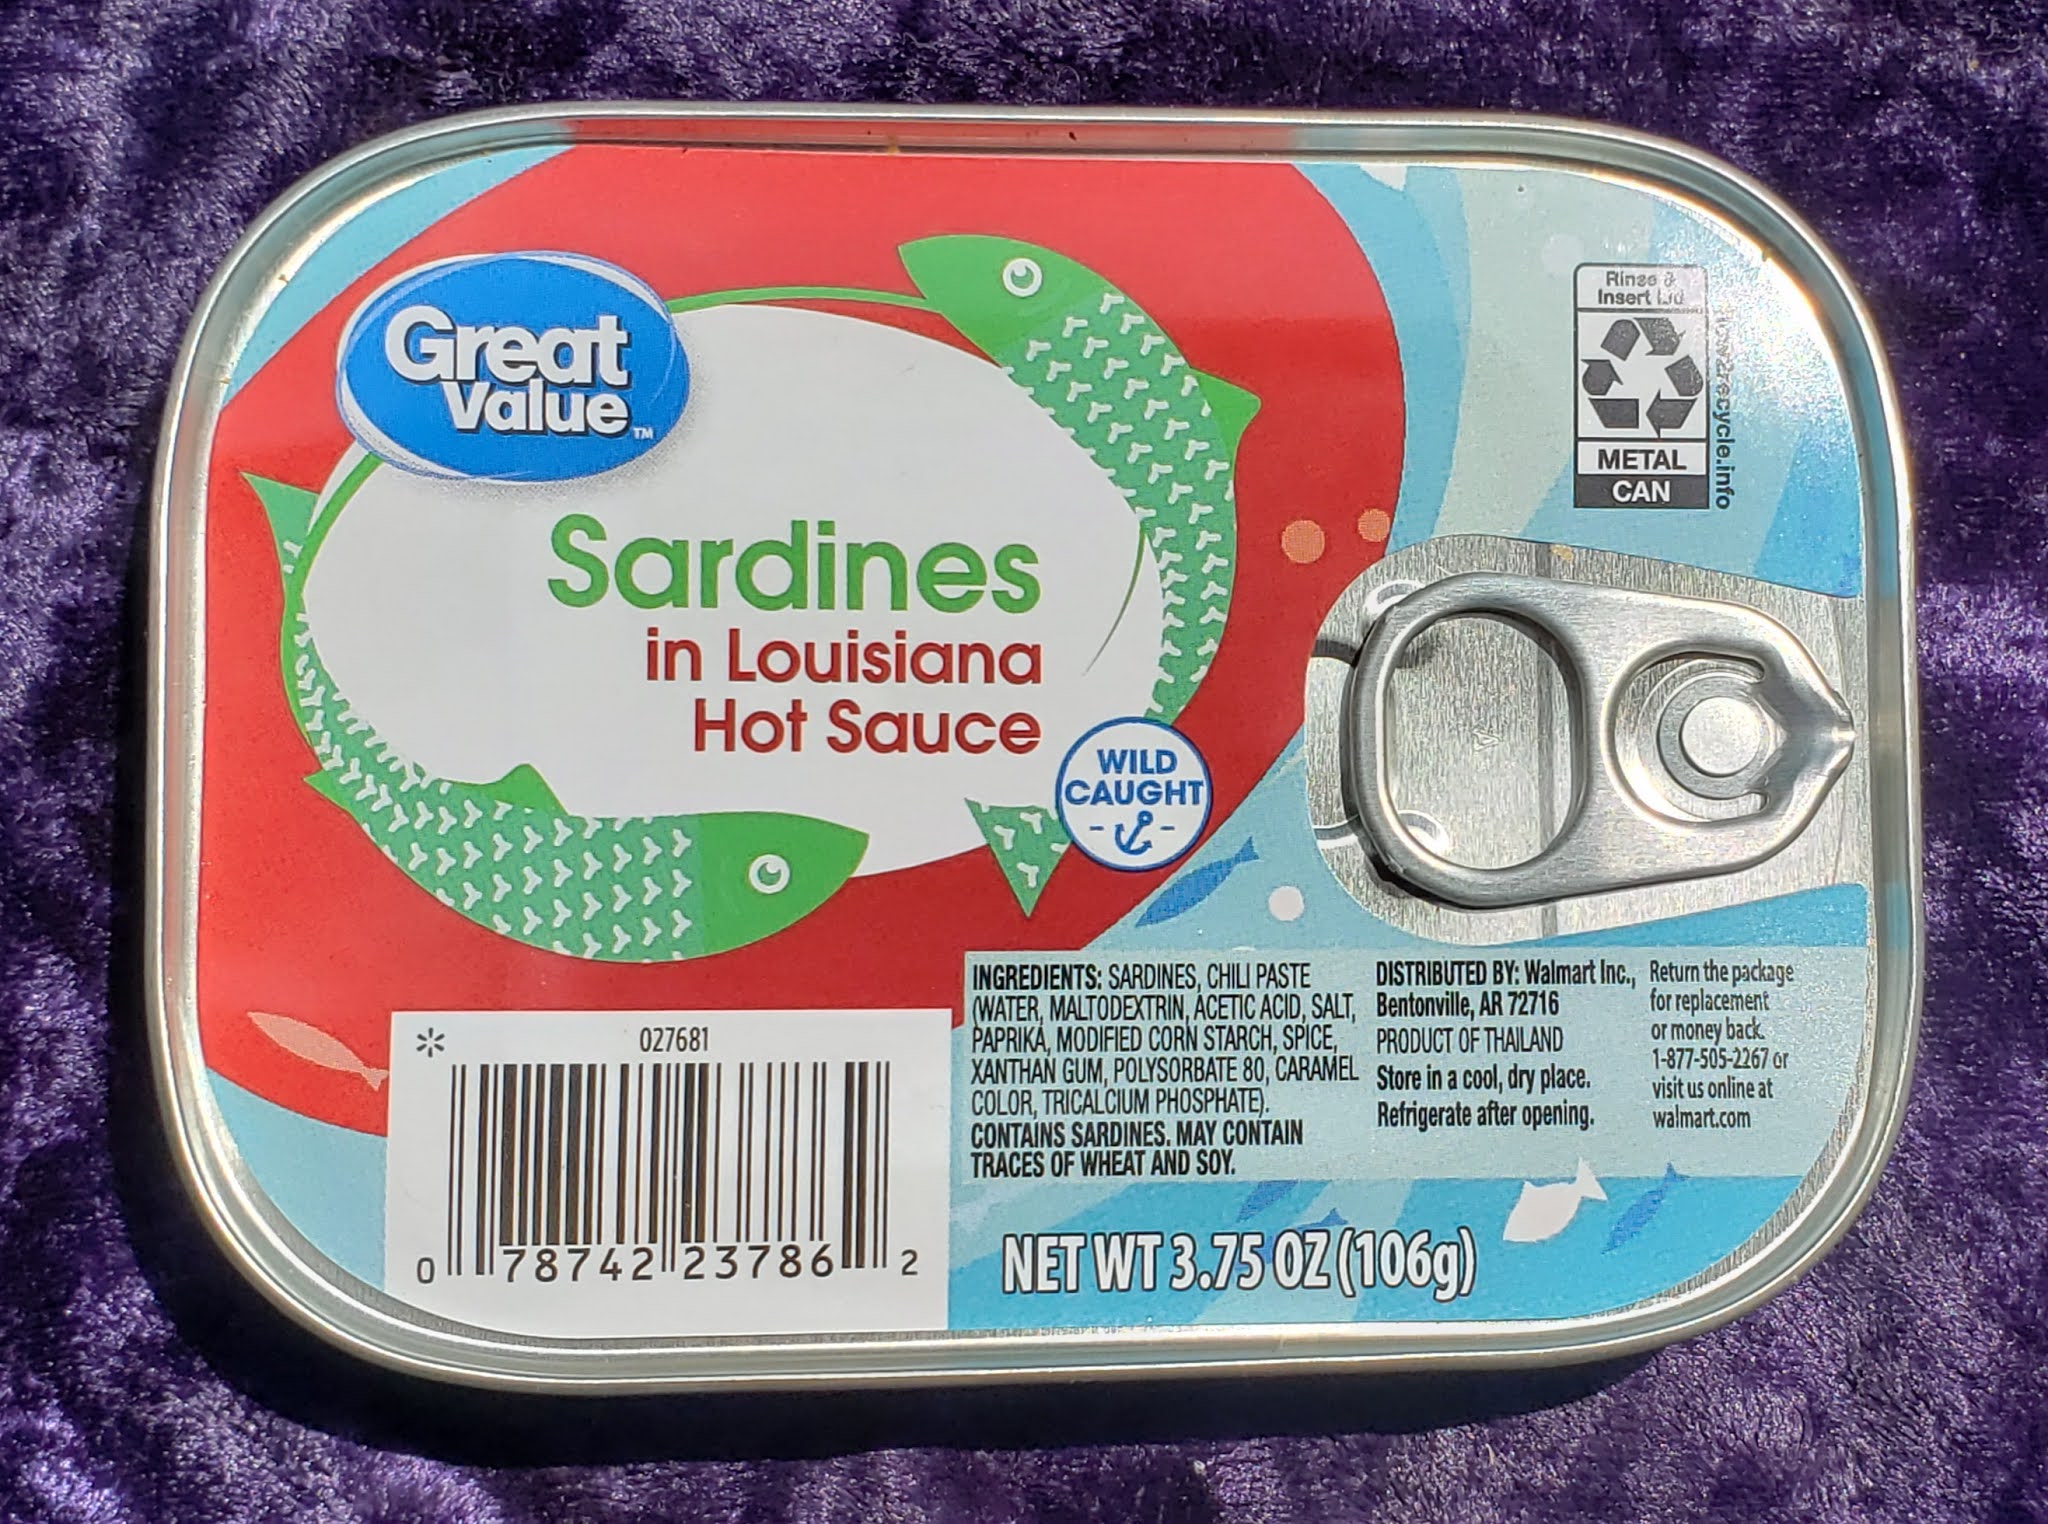 Great
Value™
Sardines
in Louisiana
Hot Sauce
WILD
CAUGHT
Rinse &
Insert Lid
METAL
CAN
how2recycle.info
INGREDIENTS: SARDINES, CHILI PASTE
(WATER, MALTODEXTRIN, ACETIC ACID, SALT,
PAPRIKA, MODIFIED CORN STARCH, SPICE,
XANTHAN GUM, POLYSORBATE 80, CARAMEL
COLOR, TRICALCIUM PHOSPHATE).
CONTAINS SARDINES. MAY CONTAIN
TRACES OF WHEAT AND SOY.
DISTRIBUTED BY: Walmart Inc.,
Bentonville, AR 72716
PRODUCT OF THAILAND
Store in a cool, dry place.
Refrigerate after opening.
Return the package
for replacement
or money back.
1-877-505-2267 or
visit us online at
walmart.com
027681
0 78742 23786 2
NET WT 3.75 OZ (106g)